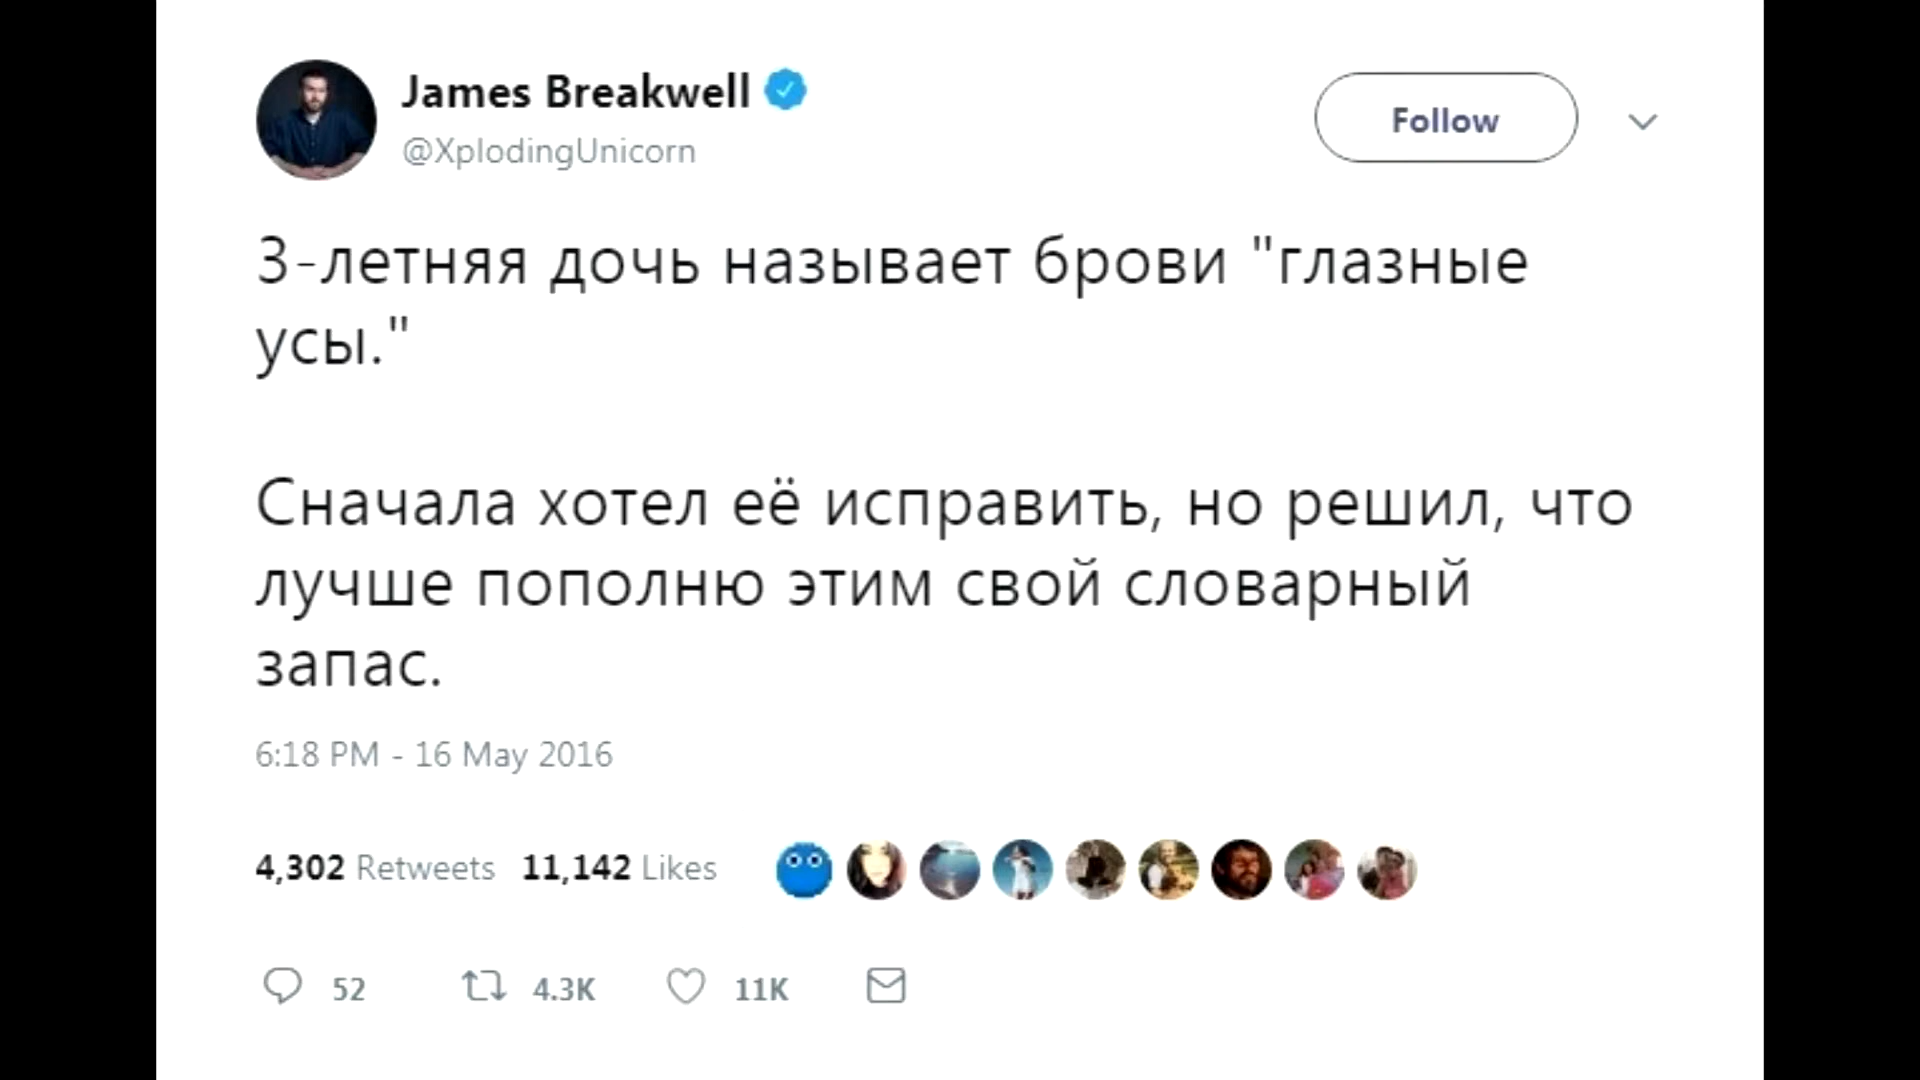 James Breakwell
@XplodingUnicorn
Follow
3-летняя дочь называет брови "глазные
усы."
Сначала хотел её исправить, но решил, что
лучше пополню этим свой словарный
запас.
6:18 PM - 16 May 2016
4,302 Retweets 11,142 Likes
52 4.3K 11K